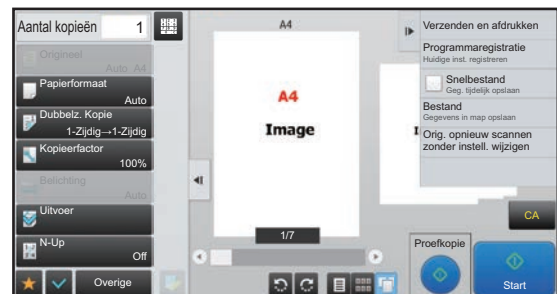 Aantal kopieën 1
Origineel
Auto A4
Papierformaat
Auto
Dubbelz. Kopie
1-Zijdig→1-Zijdig
Kopieerfactor
100%
Belichting
Auto
Uitvoer
N-Up
Off
Overige
A4
A4
Image
1/7
Verzenden en afdrukken
Programmaregistratie
Huidige inst. registreren
Snelbestand
Geg. tijdelijk opslaan
Bestand
Gegevens in map opslaan
Orig. opnieuw scannen
zonder instell. wijzigen
CA
Proefkopie
Start